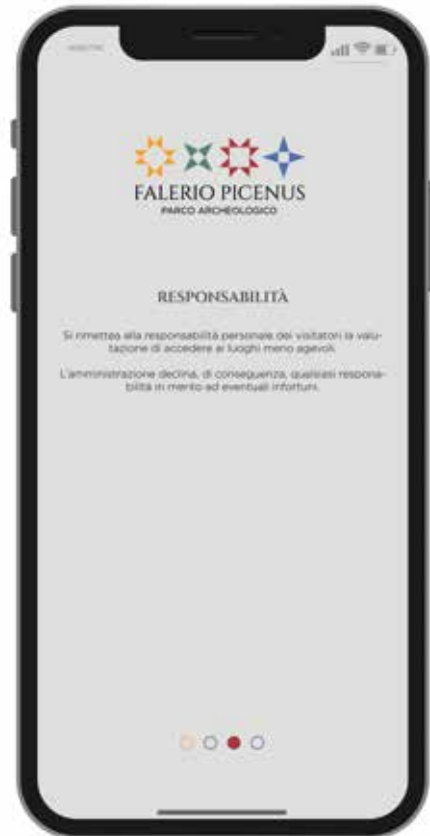 FALERIO PICENUS
PARCO ARCHEOLOGICO
RESPONSABILITÀ
Si rimettea alla responsabilità personale dei visitatori la valu-
tazione di accedere ai luoghi meno agevoli.
L'amministrazione declina, di conseguenza, qualsiasi responsa-
bilità in merito ad eventuali infortuni.